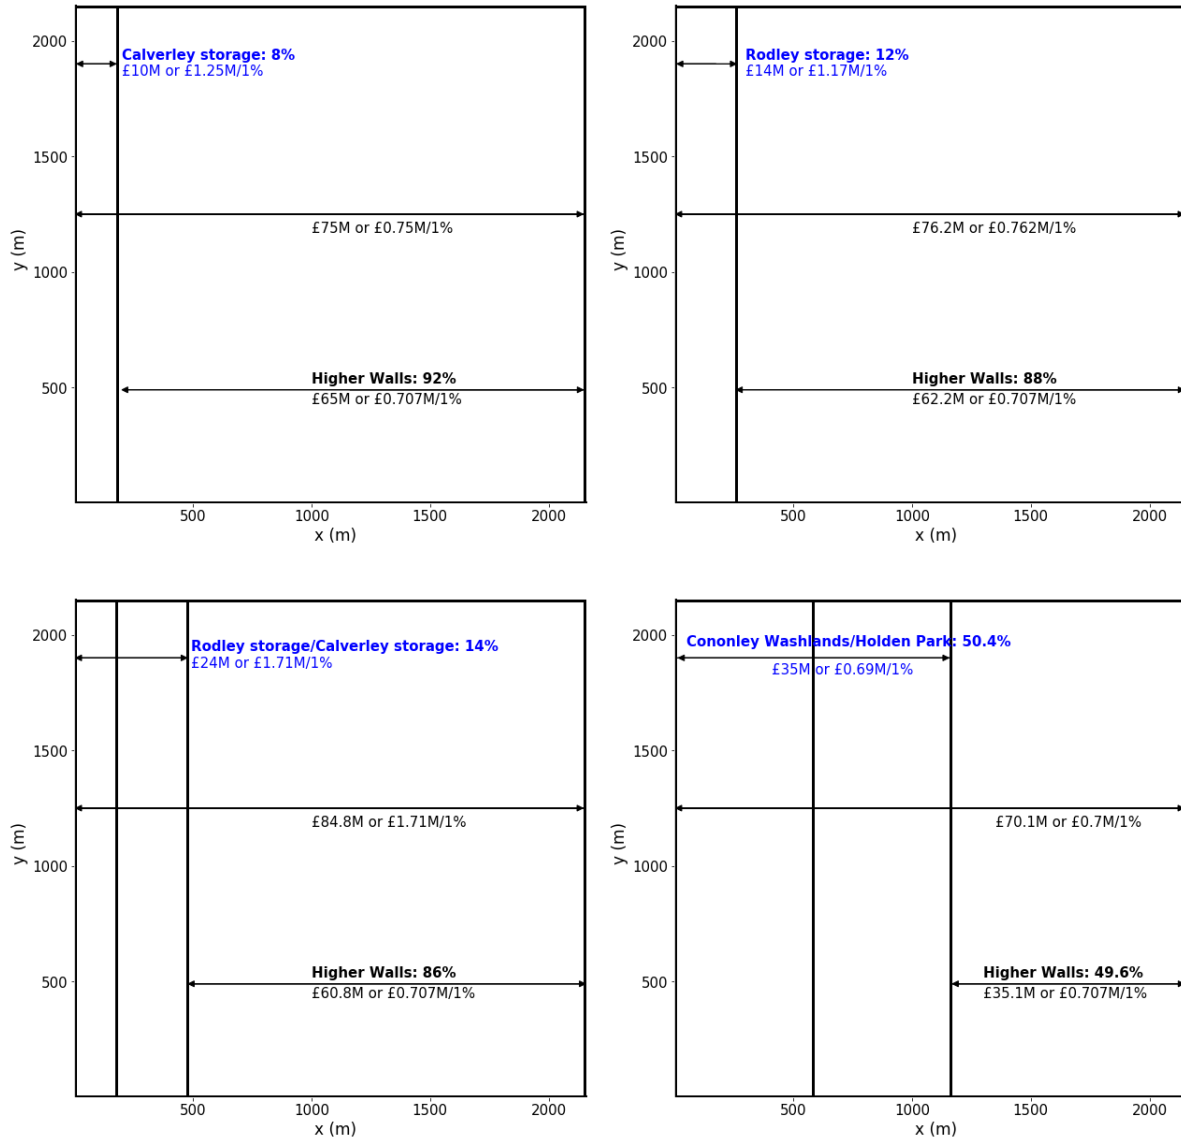 2000
1500
1000
500
y (m)
Calverley storage: 8%
£10M or £1.25M/1%
£75M or £0.75M/1%
Higher Walls: 92%
£65M or £0.707M/1%
500
1000
1500
2000
x (m)
2000
1500
1000
500
y (m)
Rodley storage: 12%
£14M or £1.17M/1%
£76.2M or £0.762M/1%
Higher Walls: 88%
£62.2M or £0.707M/1%
500
1000
1500
2000
x (m)
2000
1500
1000
500
y (m)
Rodley storage/Calverley storage: 14%
£24M or £1.71M/1%
£84.8M or £1.71M/1%
Higher Walls: 86%
£60.8M or £0.707M/1%
500
1000
1500
2000
x (m)
2000
1500
1000
500
y (m)
Cononley Washlands/Holden Park: 50.4%
£35M or £0.69M/1%
£70.1M or £0.7M/1%
Higher Walls: 49.6%
£35.1M or £0.707M/1%
500
1000
1500
2000
x (m)